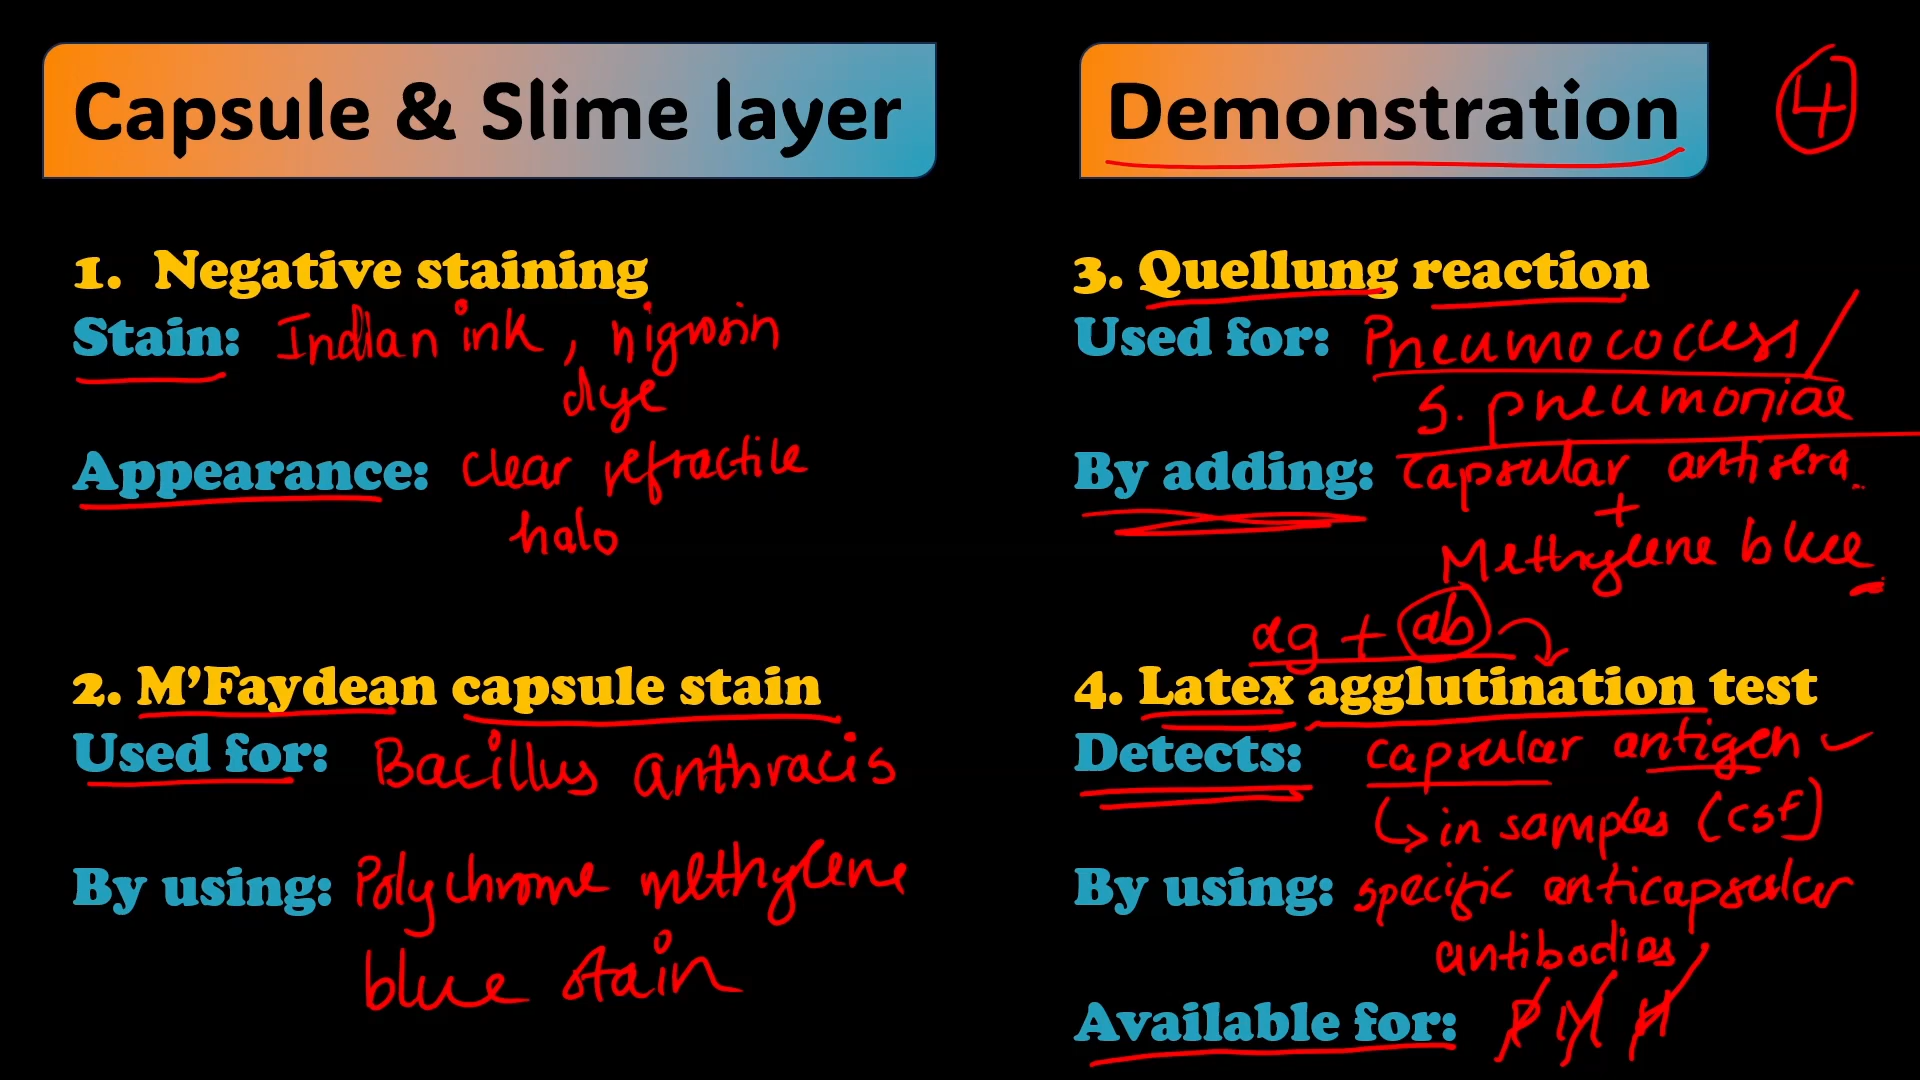 Capsule & Slime layer
1. Negative staining
Stain: Indian ink, nigrosin
dye
Appearance: clear refractile
halo
2. M'Faydean capsule stain
Used for: Bacillus anthracis
By using: Polychrome methylene
blue stain
Demonstration
4
3. Quellung reaction
Used for: Pneumococcus/
S. pneumoniae
By adding: capsular antisera
+
Methylene blue
ag + ab
4. Latex agglutination test
Detects: capsular antigen
in samples (csf)
By using: specific anticapsular
antibodies
Available for: